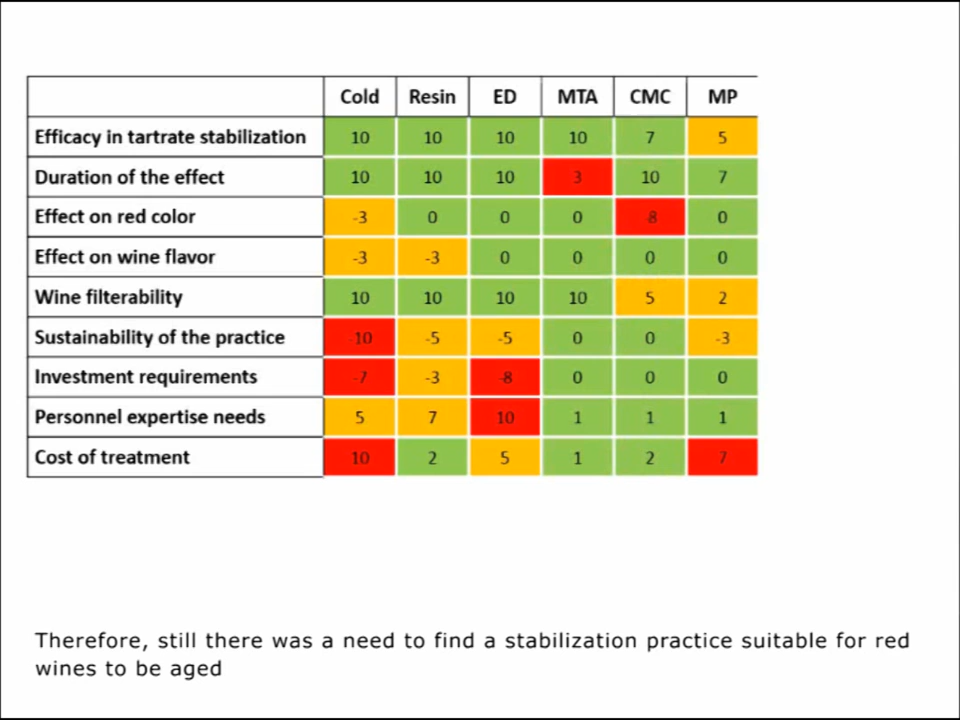 Cold Resin ED MTA CMC MP
Efficacy in tartrate stabilization 10 10 10 10 7 5
Duration of the effect 10 10 10 3 10 7
Effect on red color -3 0 0 0 -8 0
Effect on wine flavor -3 -3 0 0 0 0
Wine filterability 10 10 10 10 5 2
Sustainability of the practice -10 -5 -5 0 0 -3
Investment requirements -7 -3 -8 0 0 0
Personnel expertise needs 5 7 10 1 1 1
Cost of treatment 10 2 5 1 2 7
Therefore, still there was a need to find a stabilization practice suitable for red
wines to be aged